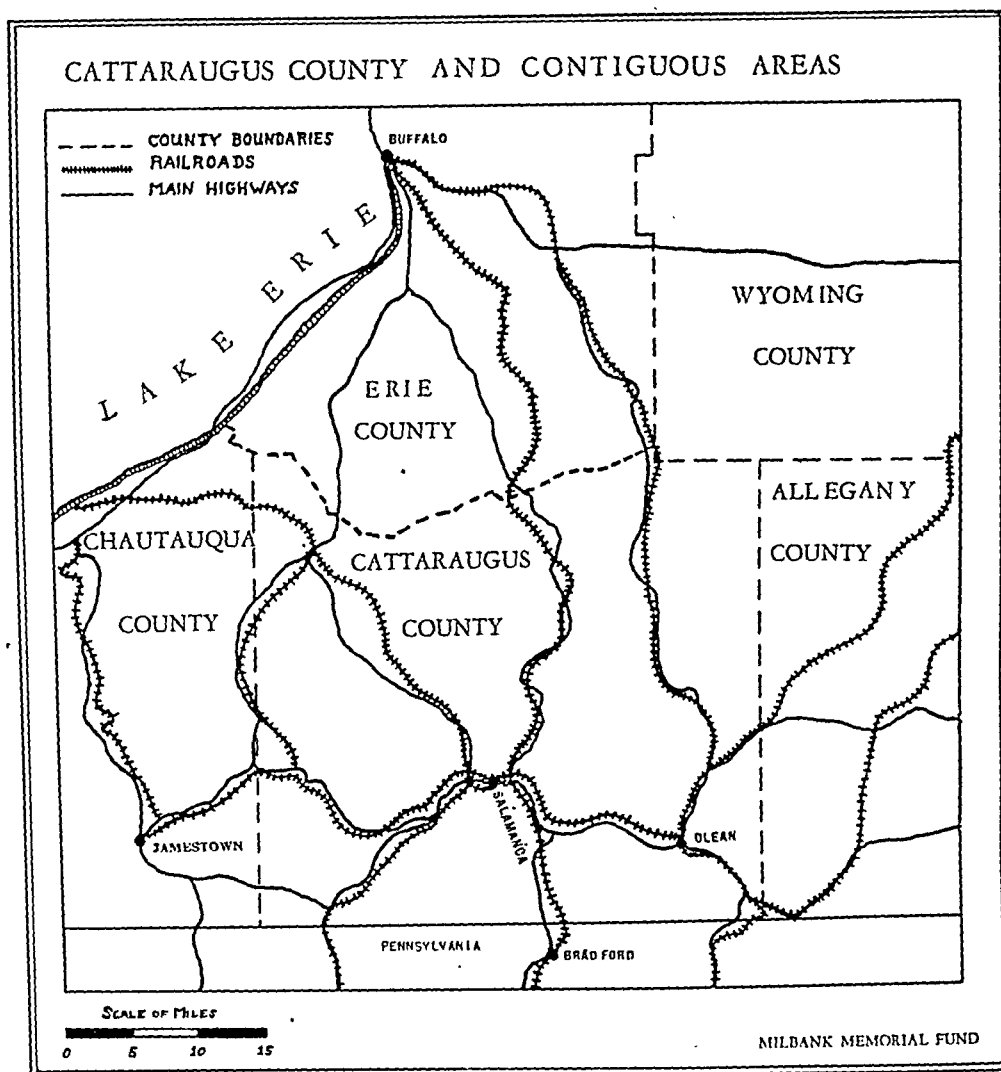 CATTARAUGUS COUNTY AND CONTIGUOUS AREAS
COUNTY BOUNDARIES
RAILROADS
MAIN HIGHWAYS
BUFFALO
LAKE ERIE
WYOMING
COUNTY
ERIE
COUNTY
ALLEGANY
COUNTY
CHAUTAUQUA
COUNTY
CATTARAUGUS
COUNTY
SALAMANCA
JAMESTOWN
OLEAN
PENNSYLVANIA
BRADFORD
SCALE OF MILES
0 5 10 15
MILBANK MEMORIAL FUND